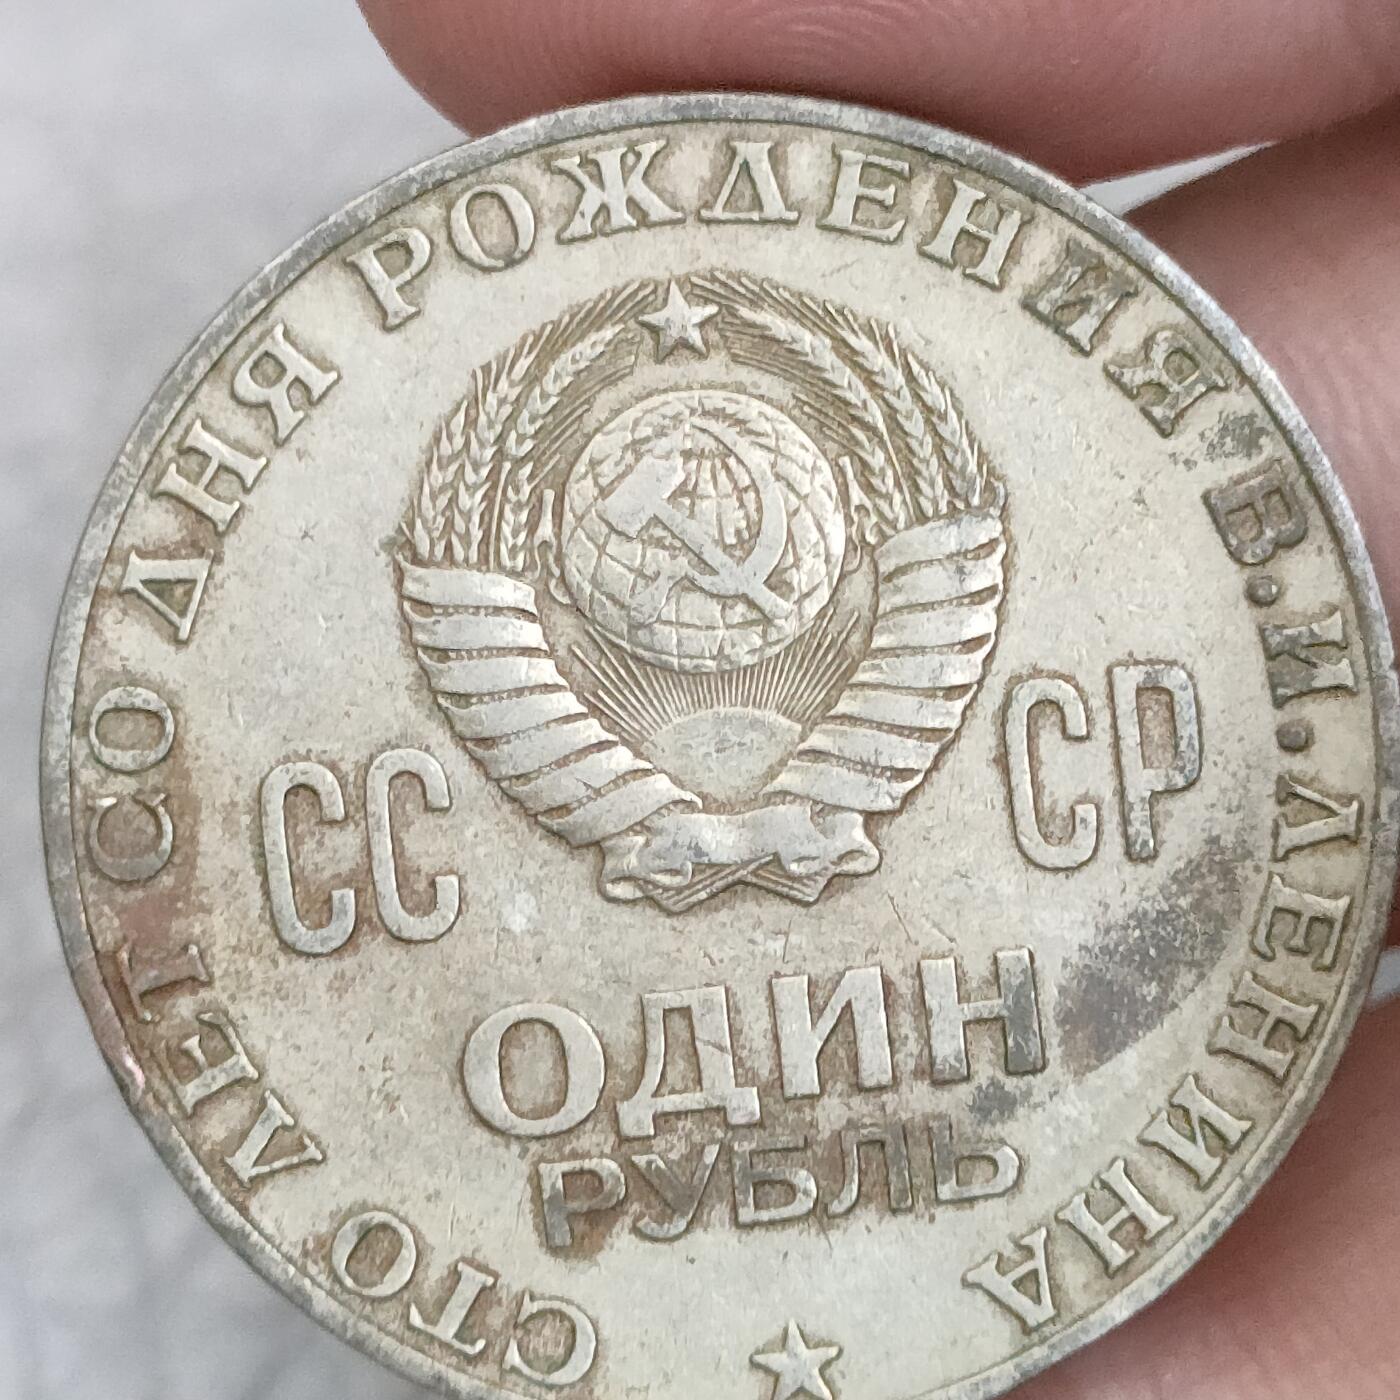 СТО ЛЕТ СО ДНЯ РОЖДЕНИЯ В.И.ЛЕНИНА
СС СР
ОДИН
РУБЛЬ